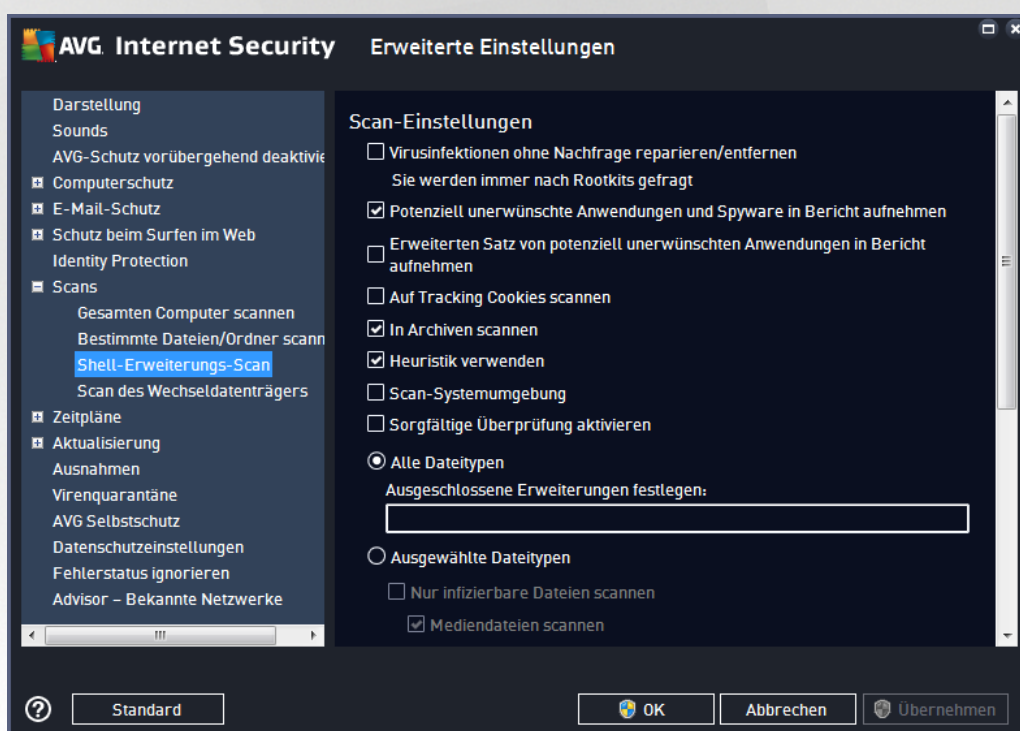 AVG. Internet Security
Erweiterte Einstellungen
Darstellung
Sounds
AVG-Schutz vorübergehend deaktivie
Computerschutz
E-Mail-Schutz
Schutz beim Surfen im Web
Identity Protection
Scans
Gesamten Computer scannen
Bestimmte Dateien/Ordner scann
Shell-Erweiterungs-Scan
Scan des Wechseldatenträgers
Zeitpläne
Aktualisierung
Ausnahmen
Virenquarantäne
AVG Selbstschutz
Datenschutzeinstellungen
Fehlerstatus ignorieren
Advisor – Bekannte Netzwerke
Scan-Einstellungen
Virusinfektionen ohne Nachfrage reparieren/entfernen
Sie werden immer nach Rootkits gefragt
Potenziell unerwünschte Anwendungen und Spyware in Bericht aufnehmen
Erweiterten Satz von potenziell unerwünschten Anwendungen in Bericht
aufnehmen
Auf Tracking Cookies scannen
In Archiven scannen
Heuristik verwenden
Scan-Systemumgebung
Sorgfältige Überprüfung aktivieren
Alle Dateitypen
Ausgeschlossene Erweiterungen festlegen:
Ausgewählte Dateitypen
Nur infizierbare Dateien scannen
Mediendateien scannen
Standard
OK
Abbrechen
Übernehmen